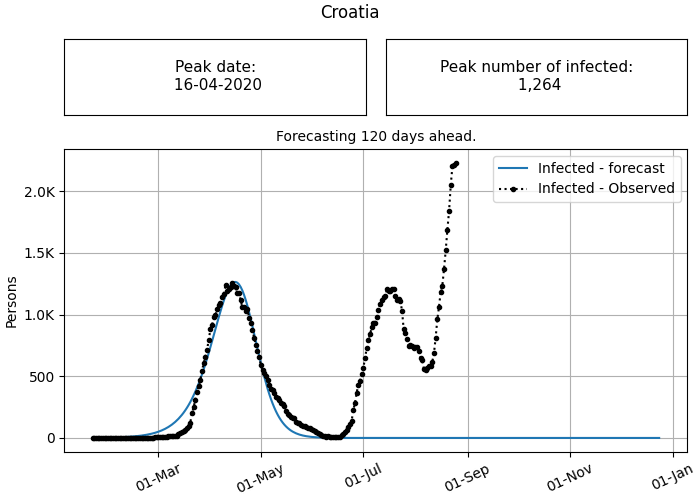 Croatia
Peak date:
16-04-2020
Peak number of infected:
1,264
Forecasting 120 days ahead.
Infected - forecast
Infected - Observed
2.0K
1.5K
1.0K
500
0
Persons
01-Mar
01-May
01-Jul
01-Sep
01-Nov
01-Jan